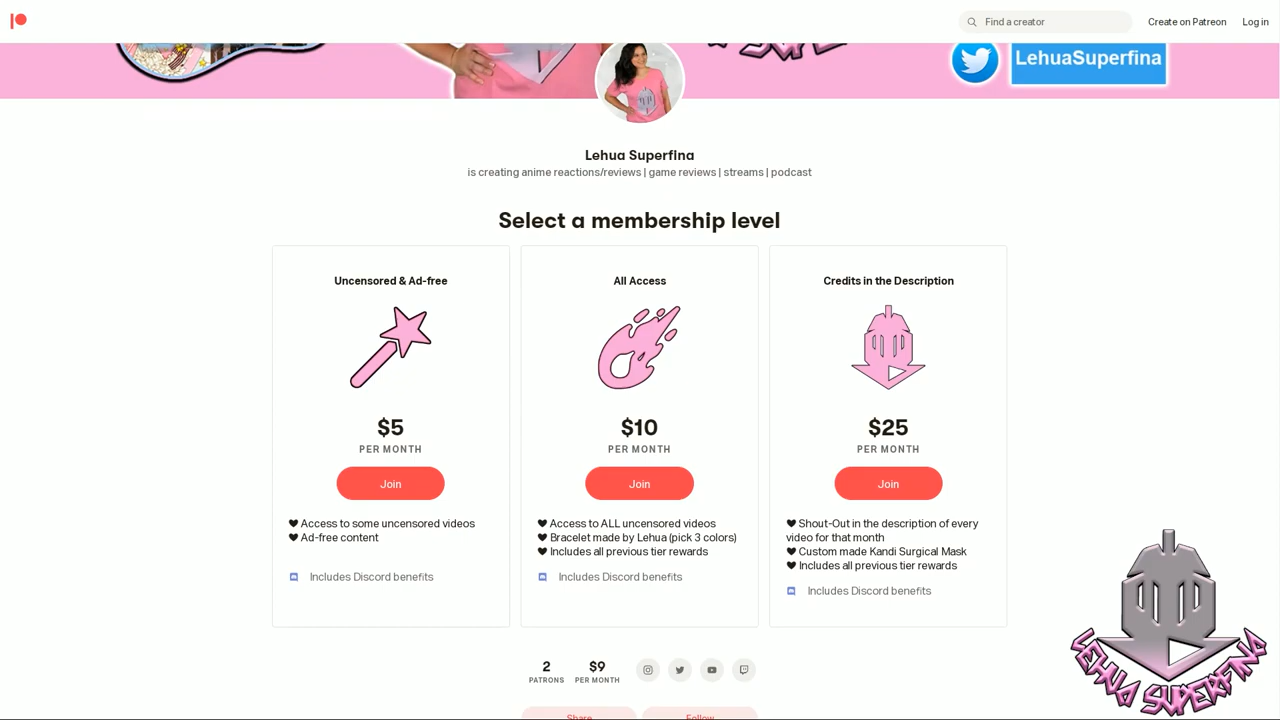 Find a creator
Create on Patreon
Log in
LehuaSuperfina
Lehua Superfina
is creating anime reactions/reviews | game reviews | streams | podcast
Select a membership level
Uncensored & Ad-free
$5
PER MONTH
Join
♥ Access to some uncensored videos
♥ Ad-free content
Includes Discord benefits
All Access
$10
PER MONTH
Join
♥ Access to ALL uncensored videos
♥ Bracelet made by Lehua (pick 3 colors)
♥ Includes all previous tier rewards
Includes Discord benefits
Credits in the Description
$25
PER MONTH
Join
♥ Shout-Out in the description of every
video for that month
♥ Custom made Kandi Surgical Mask
♥ Includes all previous tier rewards
Includes Discord benefits
2
PATRONS
$9
PER MONTH
Share
Follow
LEHUA SUPERFINA